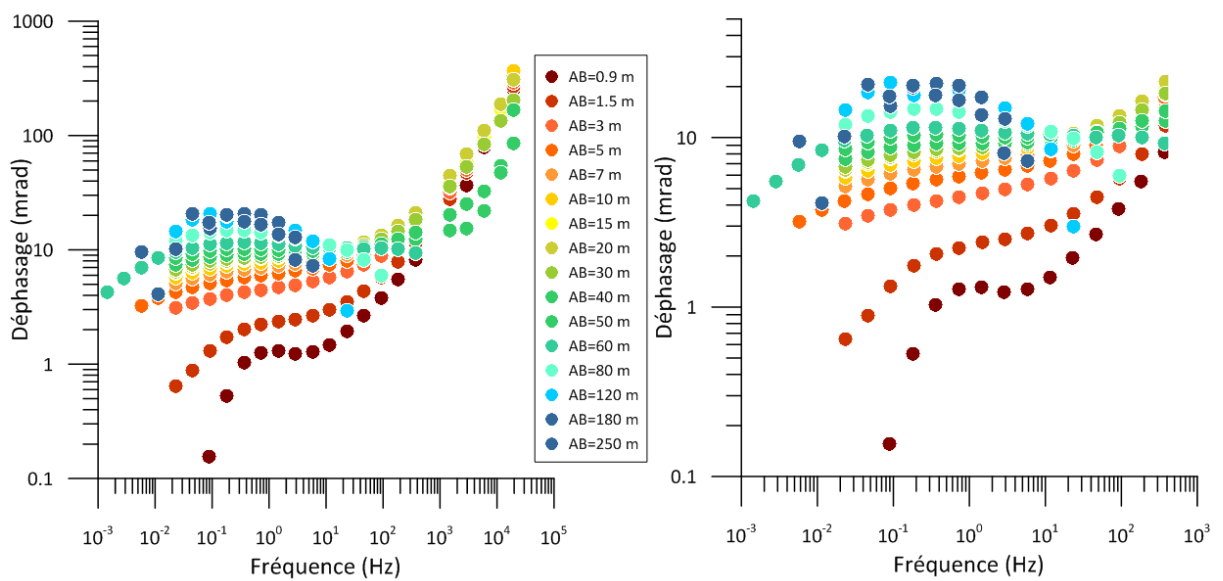 1000
100
10
1
0.1
Déphasage (mrad)
10-3 10-2 10-1 100 101 102 103 104 105
Fréquence (Hz)
AB=0.9 m
AB=1.5 m
AB=3 m
AB=5 m
AB=7 m
AB=10 m
AB=15 m
AB=20 m
AB=30 m
AB=40 m
AB=50 m
AB=60 m
AB=80 m
AB=120 m
AB=180 m
AB=250 m
10
1
0.1
Déphasage (mrad)
10-3 10-2 10-1 100 101 102 103
Fréquence (Hz)